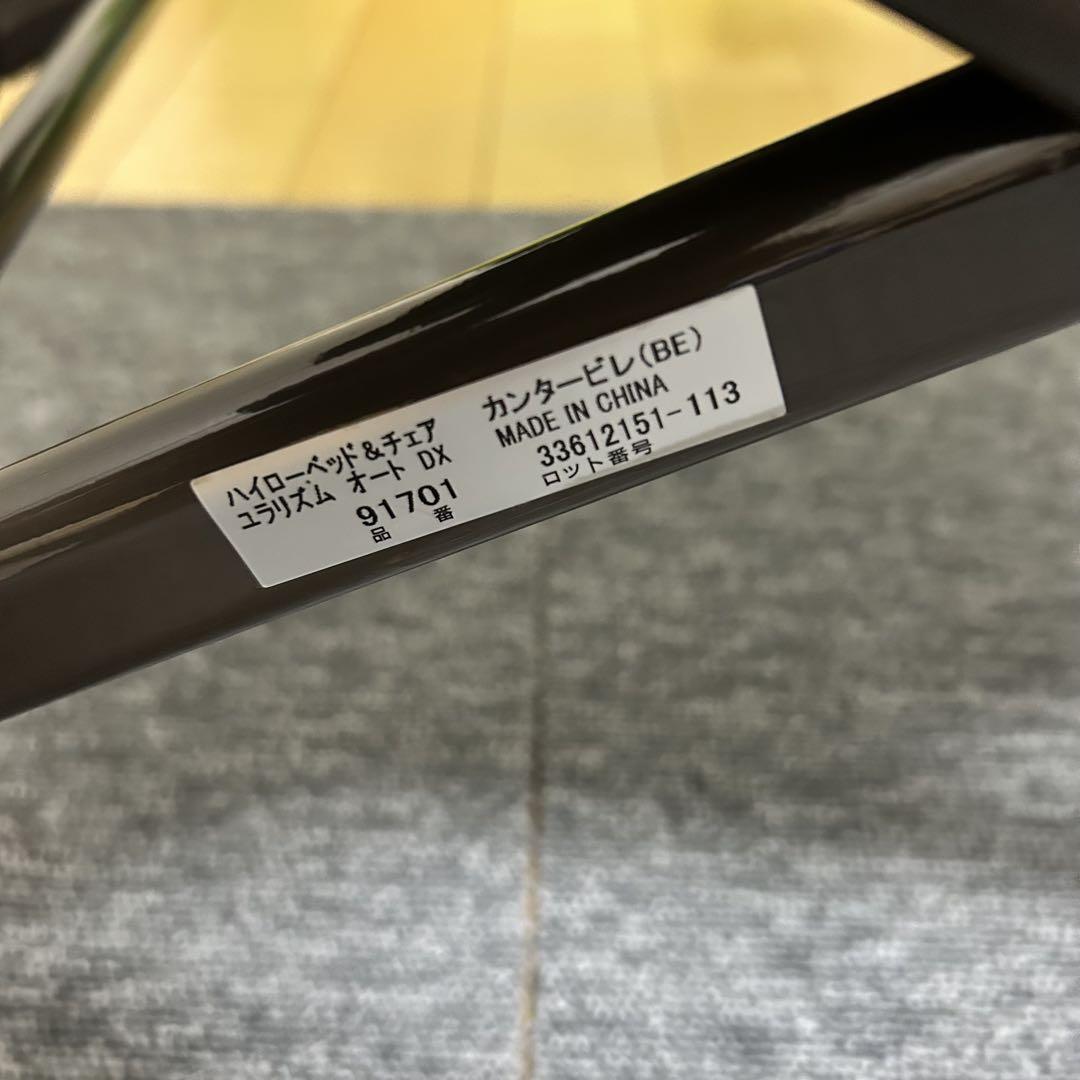 ハイローベッド&チェア
ユラリズム オート DX
91701
品 番
カンタービレ(BE)
MADE IN CHINA
33612151-113
ロット番号